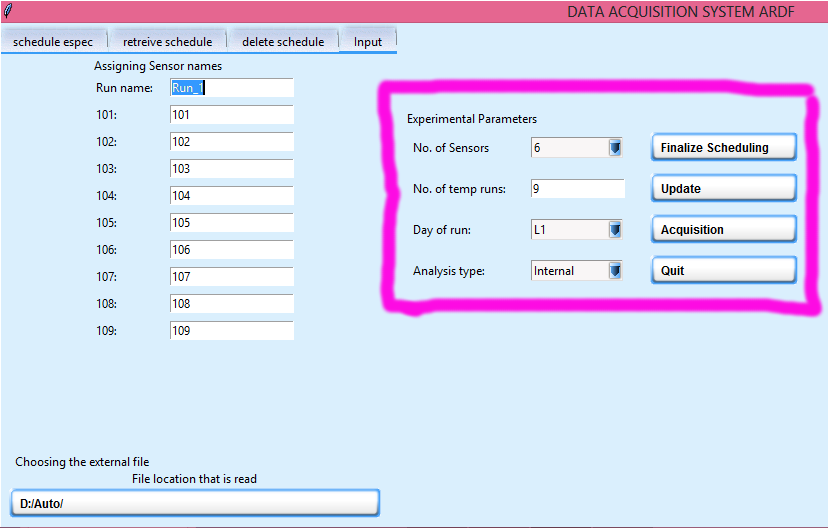 DATA ACQUISITION SYSTEM ARDF
schedule espec retreive schedule delete schedule Input
Assigning Sensor names
Run name: Run_1
101: 101
102: 102
103: 103
104: 104
105: 105
106: 106
107: 107
108: 108
109: 109
Experimental Parameters
No. of Sensors 6 Finalize Scheduling
No. of temp runs: 9 Update
Day of run: L1 Acquisition
Analysis type: Internal Quit
Choosing the external file
File location that is read
D:/Auto/